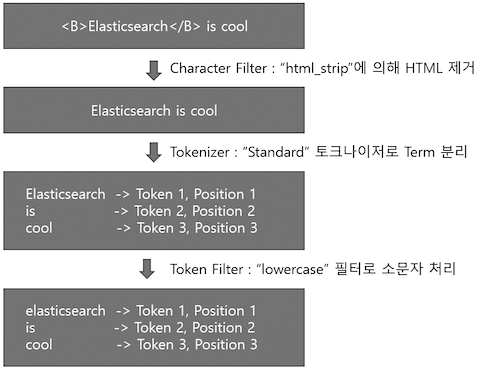 <B>Elasticsearch</B> is cool
Character Filter : “html_strip”에 의해 HTML 제거
Elasticsearch is cool
Tokenizer : “Standard” 토크나이저로 Term 분리
Elasticsearch -> Token 1, Position 1
is -> Token 2, Position 2
cool -> Token 3, Position 3
Token Filter : “lowercase” 필터로 소문자 처리
elasticsearch -> Token 1, Position 1
is -> Token 2, Position 2
cool -> Token 3, Position 3